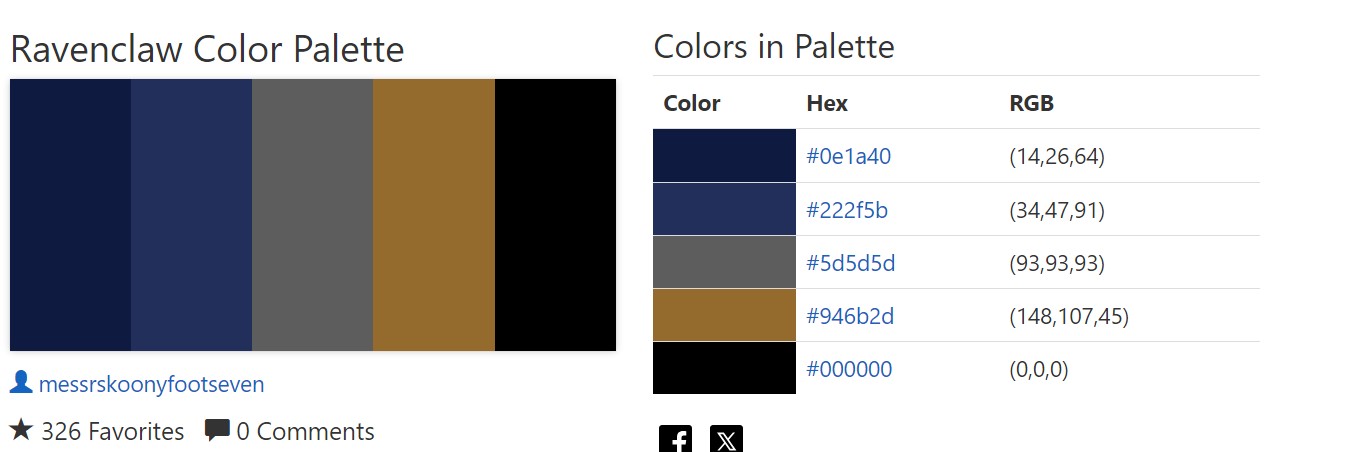 Ravenclaw Color Palette
messrskoonyfootseven
326 Favorites 0 Comments
Colors in Palette
Color Hex RGB
#0e1a40 (14,26,64)
#222f5b (34,47,91)
#5d5d5d (93,93,93)
#946b2d (148,107,45)
#000000 (0,0,0)